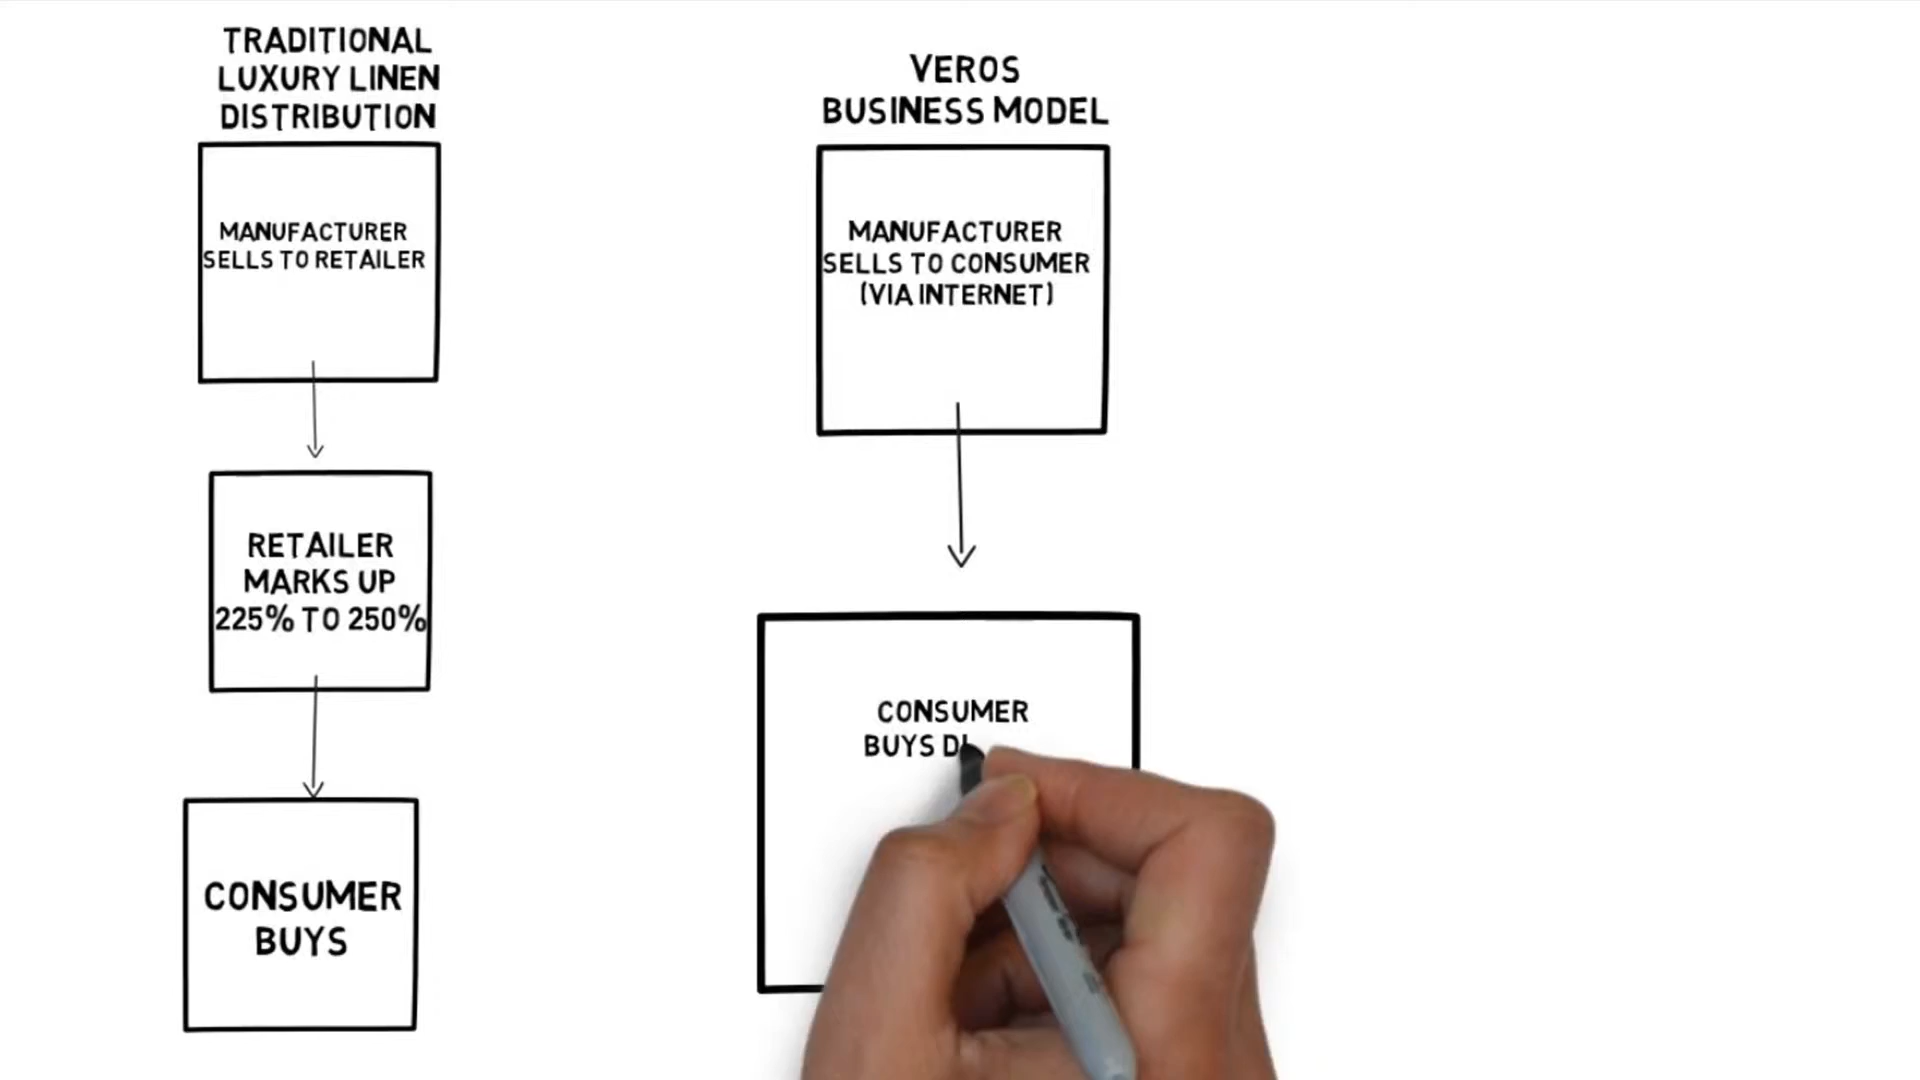 TRADITIONAL
LUXURY LINEN
DISTRIBUTION
MANUFACTURER
SELLS TO RETAILER
RETAILER
MARKS UP
225% TO 250%
CONSUMER
BUYS
VEROS
BUSINESS MODEL
MANUFACTURER
SELLS TO CONSUMER
(VIA INTERNET)
CONSUMER
BUYS